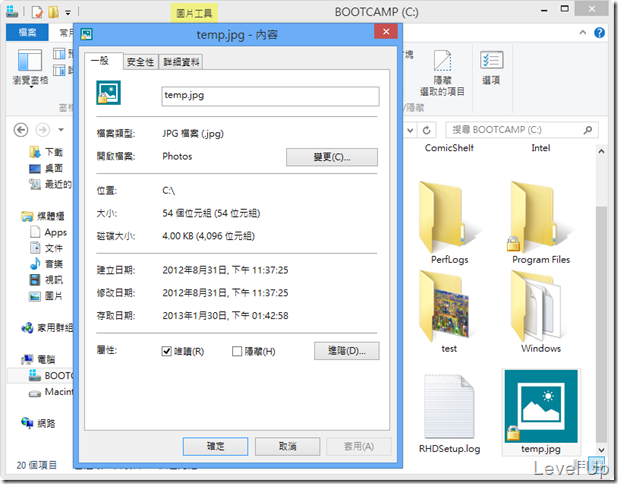 圖片工具
BOOTCAMP (C:)
檔案
常用
temp.jpg - 內容
一般
安全性
詳細資料
temp.jpg
檔案類型:
JPG 檔案 (.jpg)
開啟檔案:
Photos
變更(C)...
位置:
C:\
大小:
54 個位元組 (54 位元組)
磁碟大小:
4.00 KB (4,096 位元組)
建立日期:
2012年8月31日, 下午 11:37:25
修改日期:
2012年8月31日, 下午 11:37:25
存取日期:
2013年1月30日, 下午 01:42:58
屬性:
唯讀(R)
隱藏(H)
進階(D)...
確定
取消
套用(A)
瀏覽窗格
窗格
隱藏
選取的項目
選項
搜尋 BOOTCAMP (C:)
下載
桌面
最近的
媒體櫃
Apps
文件
音樂
視訊
圖片
家用群組
電腦
BOOTC
Macint
網路
ComicShelf
Intel
PerfLogs
Program Files
test
Windows
RHDSetup.log
temp.jpg
20 個項目
Level Up